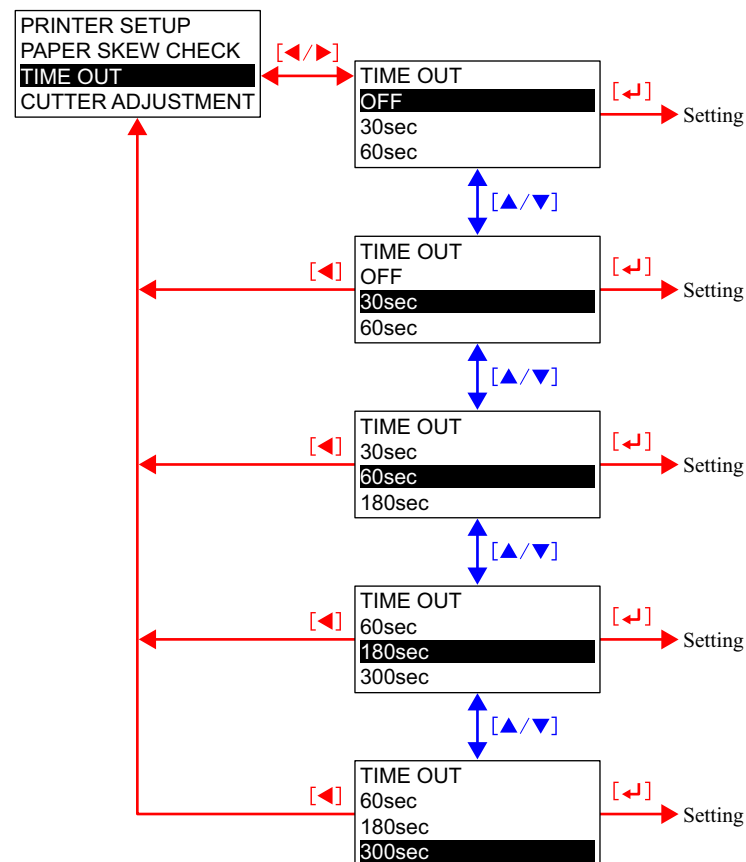 PRINTER SETUP
PAPER SKEW CHECK
TIME OUT
CUTTER ADJUSTMENT
[◀/▶]
TIME OUT
OFF
30sec
60sec
[↵]
Setting
[▲/▼]
TIME OUT
OFF
30sec
60sec
[◀]
[↵]
Setting
[▲/▼]
TIME OUT
30sec
60sec
180sec
[◀]
[↵]
Setting
[▲/▼]
TIME OUT
60sec
180sec
300sec
[◀]
[↵]
Setting
[▲/▼]
TIME OUT
60sec
180sec
300sec
[◀]
[↵]
Setting